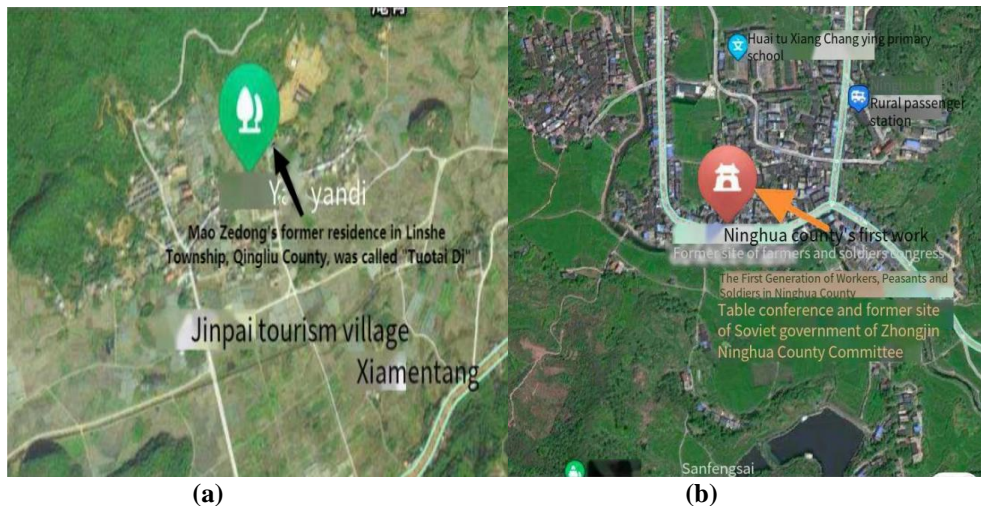 yandi
Mao Zedong's former residence in Linshe
Township, Qingliu County, was called "Tuotai Di"
Jinpai tourism village
Xiamentang
(a)
Huai tu Xiang Chang ying primary
school
Rural passenger
station
Ninghua county's first work
Former site of farmers and soldiers congress
The First Generation of Workers, Peasants and
Soldiers in Ninghua County
Table conference and former site
of Soviet government of Zhongjin
Ninghua County Committee
Sanfengsai
(b)